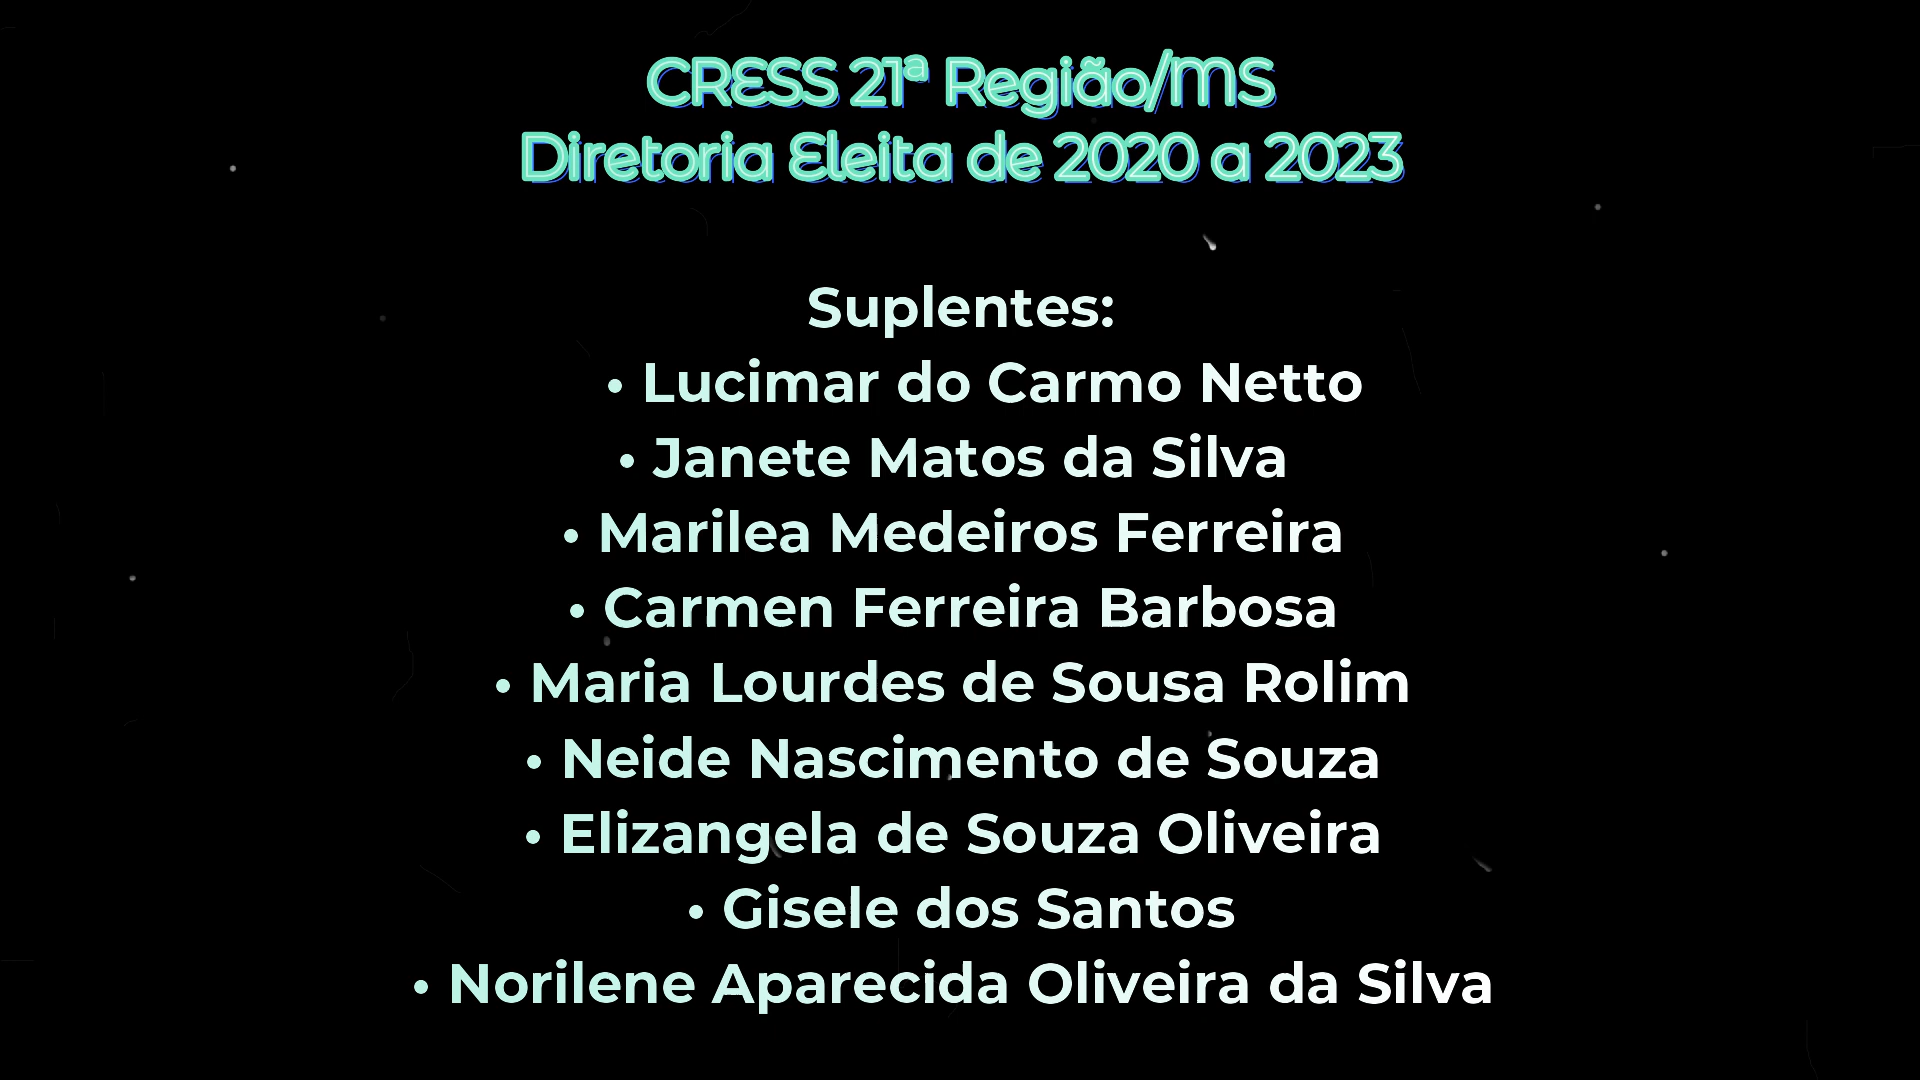 CRESS 21ª Região/MS
Diretoria Eleita de 2020 a 2023
Suplentes:
• Lucimar do Carmo Netto
• Janete Matos da Silva
• Marilea Medeiros Ferreira
• Carmen Ferreira Barbosa
• Maria Lourdes de Sousa Rolim
• Neide Nascimento de Souza
• Elizangela de Souza Oliveira
• Gisele dos Santos
• Norilene Aparecida Oliveira da Silva